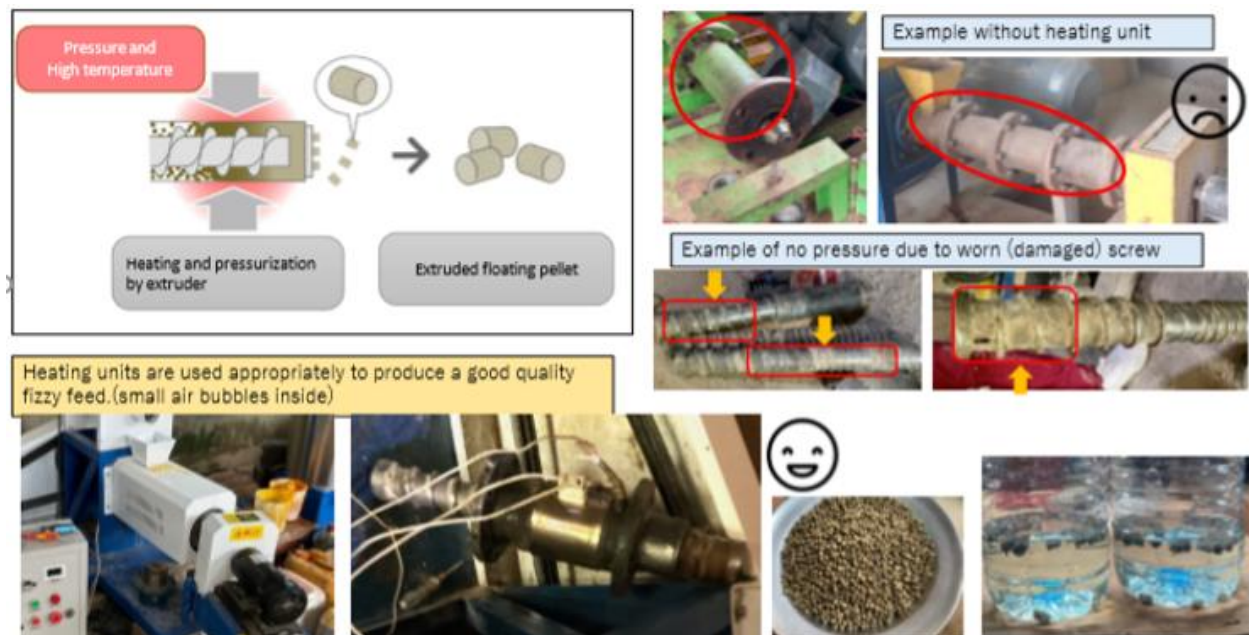 Pressure and
High temperature
Heating and pressurization
by extruder
Extruded floating pellet
Example without heating unit
Example of no pressure due to worn (damaged) screw
Heating units are used appropriately to produce a good quality
fizzy feed.(small air bubbles inside)